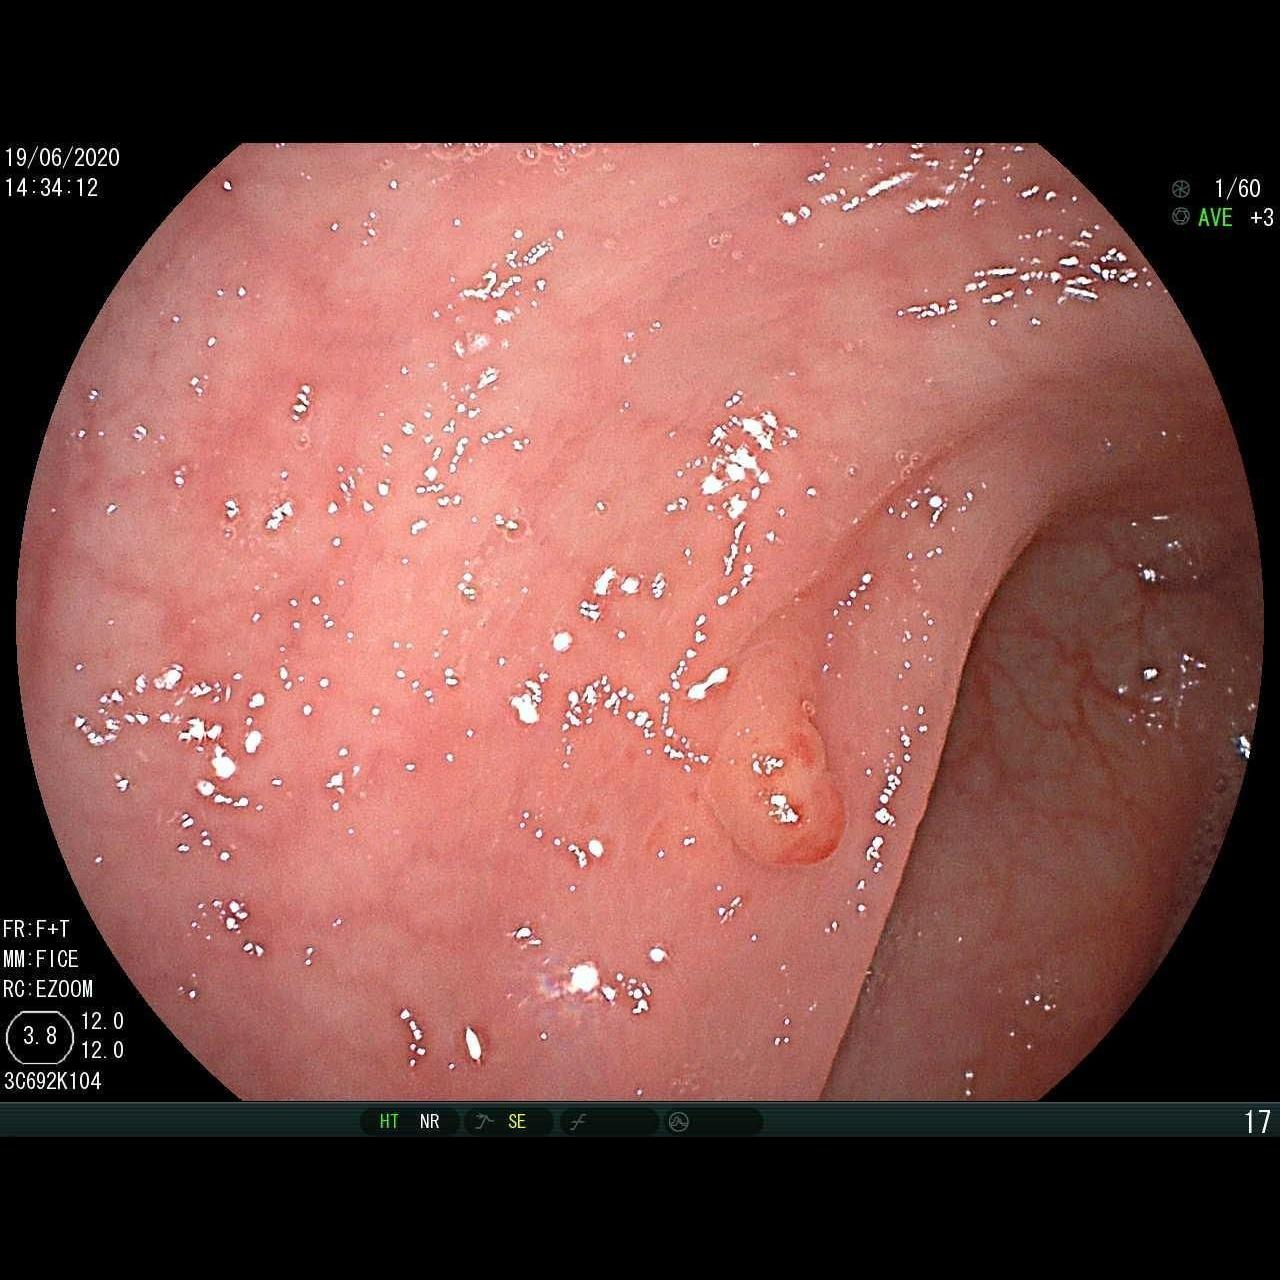 19/06/2020
14:34:12
1/60
AVE +3
FR:F+T
MM:FICE
RC:EZOOM
3.8
12.0
12.0
3C692K104
HT NR SE
17